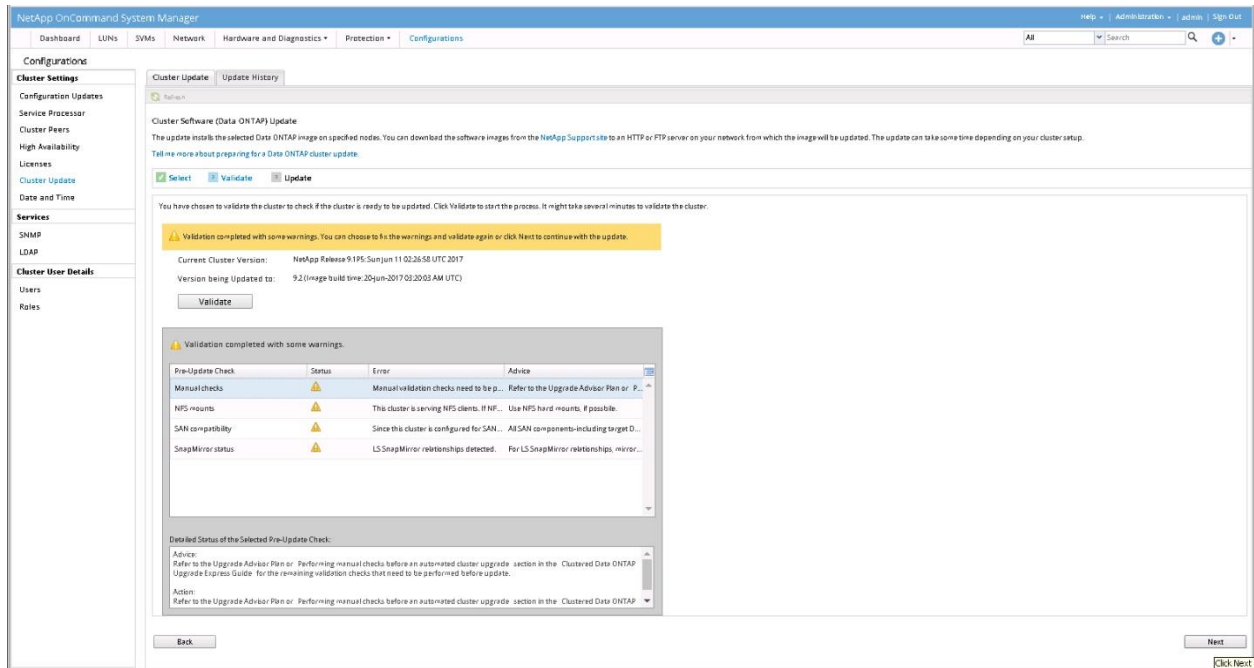 NetApp OnCommand System Manager
Help | Administration | admin | Sign Out
Dashboard LUNs SVMs Network Hardware and Diagnostics Protection Configurations
All Search
Configurations
Cluster Settings
Configuration Updates
Service Processor
Cluster Peers
High Availability
Licenses
Cluster Update
Date and Time
Services
SNMP
LDAP
Cluster User Details
Users
Roles
Cluster Update Update History
Refresh
Cluster Software (Data ONTAP) Update
The update installs the selected Data ONTAP image on specified nodes. You can download the software images from the NetApp Support site to an HTTP or FTP server on your network from which the image will be updated. The update can take some time depending on your cluster setup.
Tell me more about preparing for a Data ONTAP cluster update.
Select 2 Validate 3 Update
You have chosen to validate the cluster to check if the cluster is ready to be updated. Click Validate to start the process. It might take several minutes to validate the cluster.
Validation completed with some warnings. You can choose to fix the warnings and validate again or click Next to continue with the update.
Current Cluster Version: NetApp Release 9.1P5: Sun Jun 11 02:26:58 UTC 2017
Version being Updated to: 9.2 (Image build time: 20-Jun-2017 03:20:03 AM UTC)
Validate
Validation completed with some warnings.
Pre-Update Check Status Error Advice
Manual checks Manual validation checks need to be p... Refer to the Upgrade Advisor Plan or P...
NFS mounts This cluster is serving NFS clients. If NF... Use NFS hard mounts, if possible.
SAN compatibility Since this cluster is configured for SAN... All SAN components-including target D...
SnapMirror status LS SnapMirror relationships detected. For LS SnapMirror relationships, mirror...
Detailed Status of the Selected Pre-Update Check:
Advice:
Refer to the Upgrade Advisor Plan or Performing manual checks before an automated cluster upgrade section in the Clustered Data ONTAP
Upgrade Express Guide for the remaining validation checks that need to be performed before update.
Action:
Refer to the Upgrade Advisor Plan or Performing manual checks before an automated cluster upgrade section in the Clustered Data ONTAP
Back
Next
Click Next